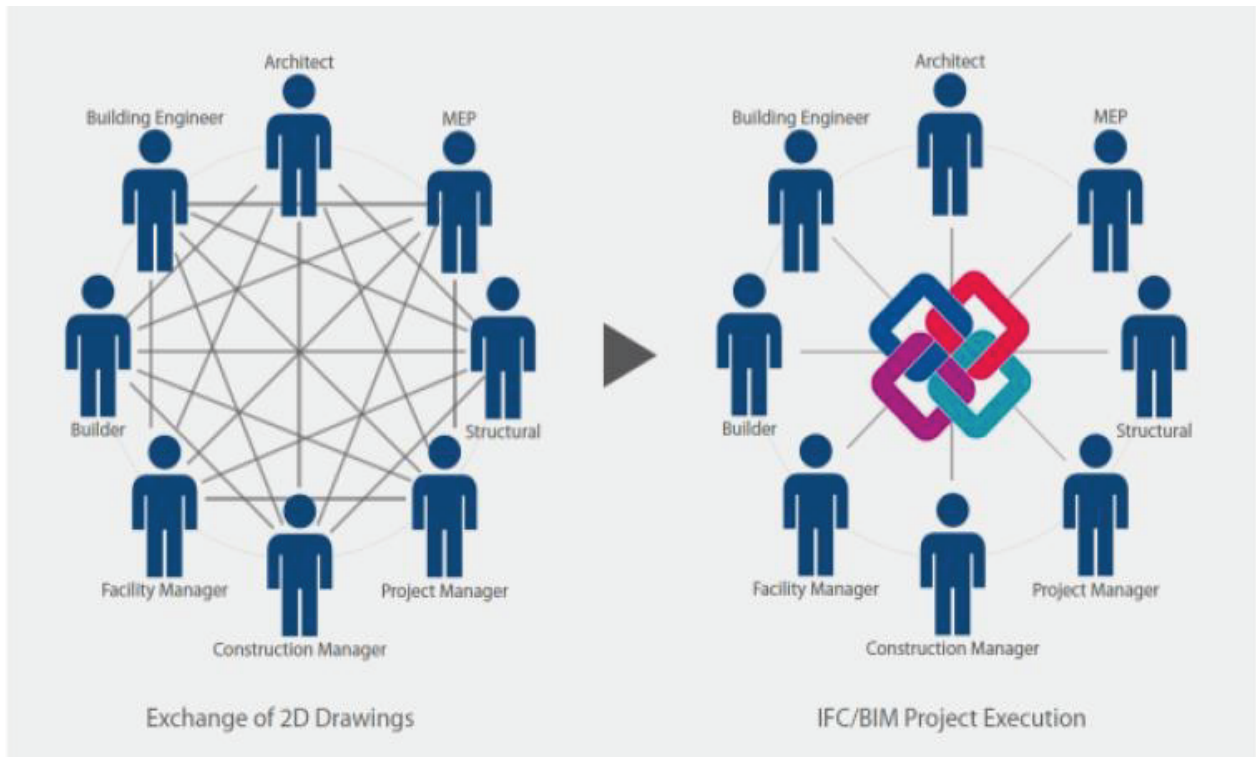 Architect
Building Engineer
MEP
Builder
Structural
Facility Manager
Project Manager
Construction Manager
Exchange of 2D Drawings
Architect
Building Engineer
MEP
Builder
Structural
Facility Manager
Project Manager
Construction Manager
IFC/BIM Project Execution